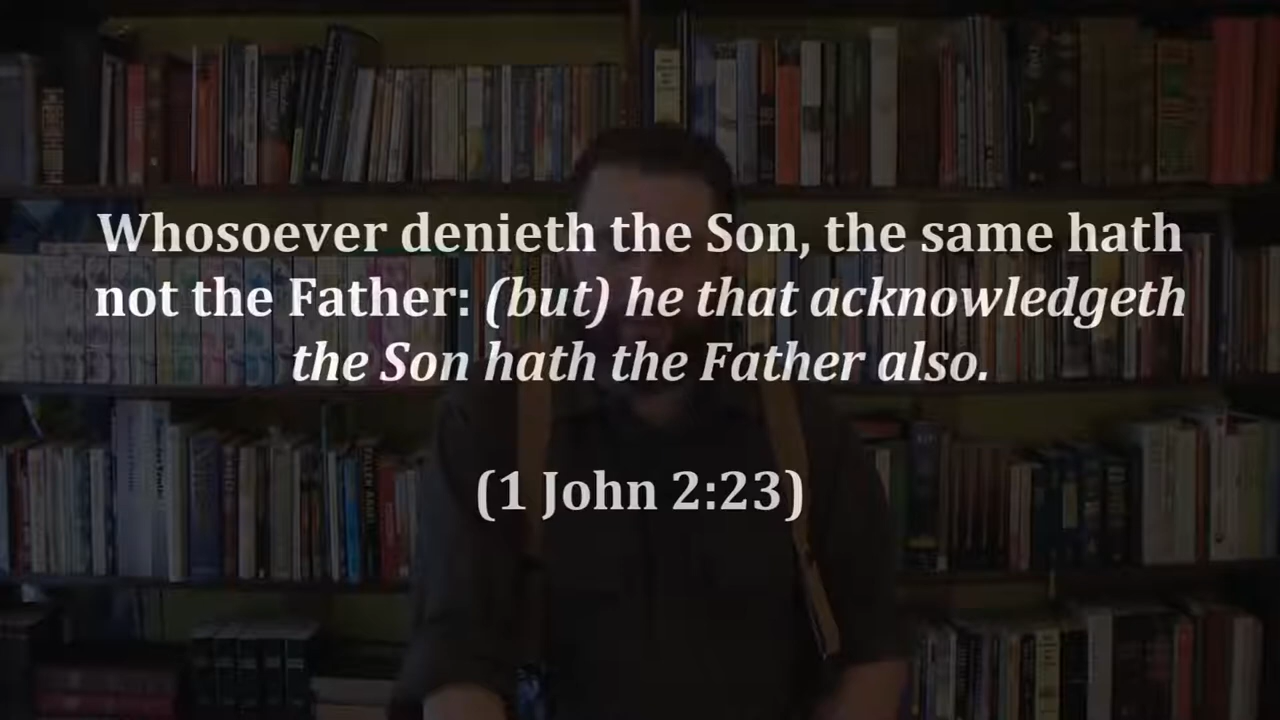 Whosoever denieth the Son, the same hath
not the Father: (but) he that acknowledgeth
the Son hath the Father also.
(1 John 2:23)